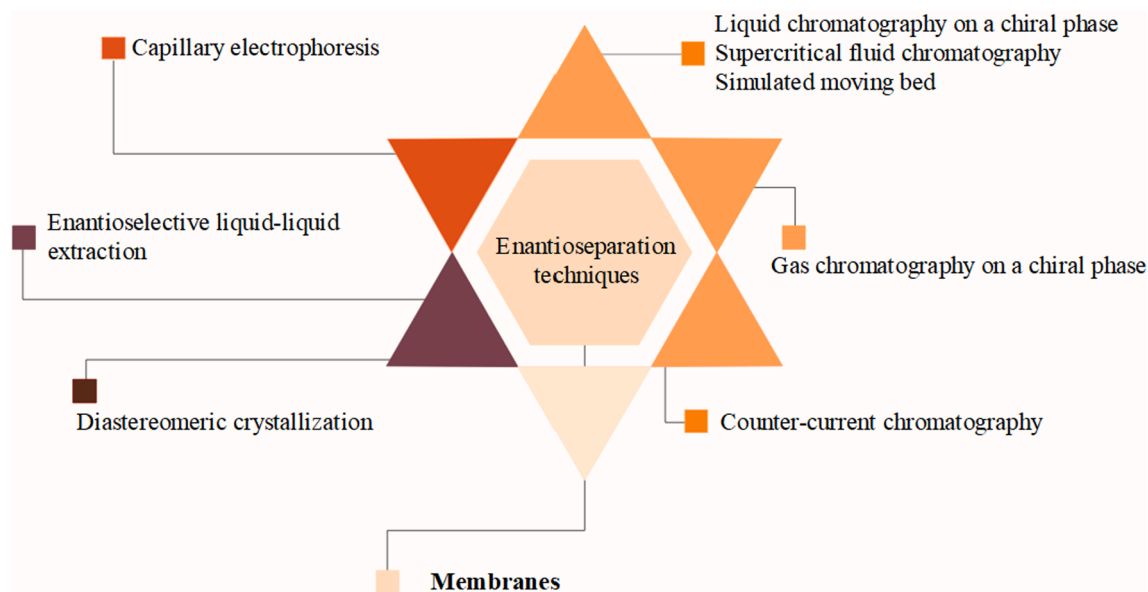 Capillary electrophoresis
Liquid chromatography on a chiral phase
Supercritical fluid chromatography
Simulated moving bed
Enantioselective liquid-liquid
extraction
Enantioseparation
techniques
Gas chromatography on a chiral phase
Diastereomeric crystallization
Counter-current chromatography
Membranes